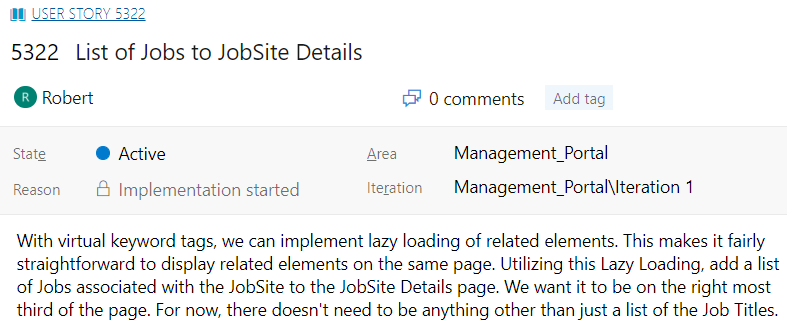 USER STORY 5322
5322 List of Jobs to JobSite Details
R Robert 0 comments Add tag
State Active Area Management_Portal
Reason Implementation started Iteration Management_Portal\Iteration 1
With virtual keyword tags, we can implement lazy loading of related elements. This makes it fairly
straightforward to display related elements on the same page. Utilizing this Lazy Loading, add a list
of Jobs associated with the JobSite to the JobSite Details page. We want it to be on the right most
third of the page. For now, there doesn't need to be anything other than just a list of the Job Titles.